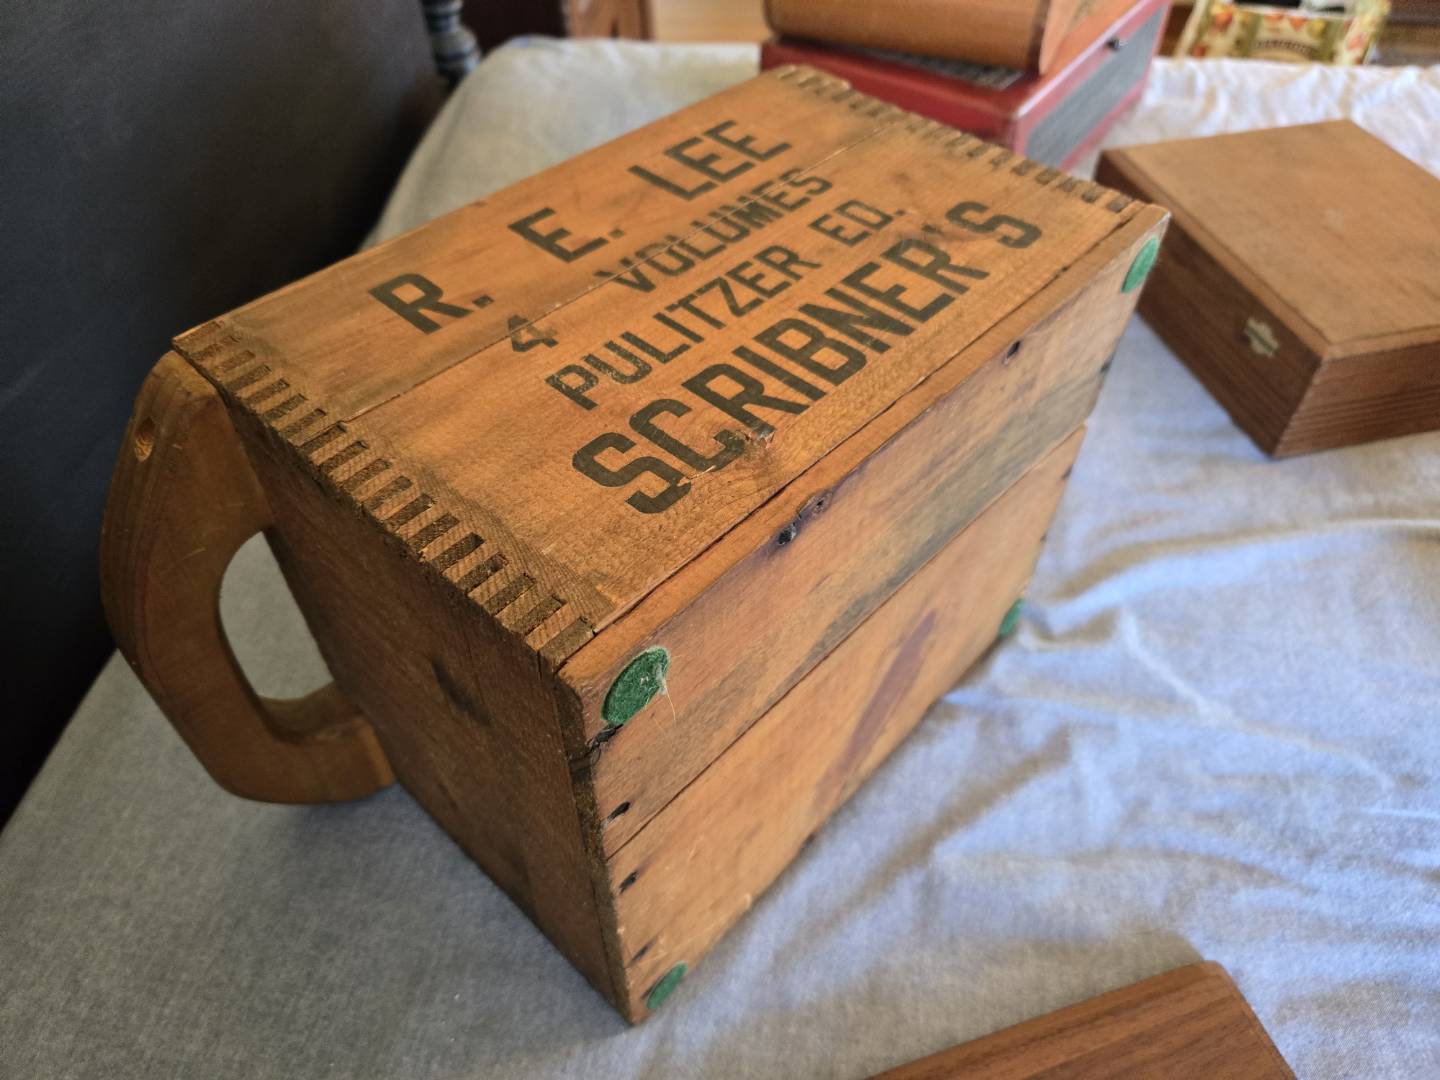 R. E. LEE
4 VOLUMES
PULITZER ED.
SCRIBNER'S